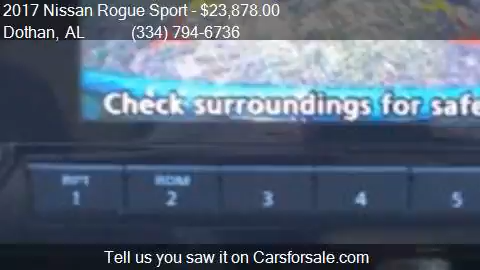 2017 Nissan Rogue Sport - $23,878.00
Dothan, AL (334) 794-6736
Check surroundings for safe
RPT RDM
1 2 3 4 5
Tell us you saw it on Carsforsale.com